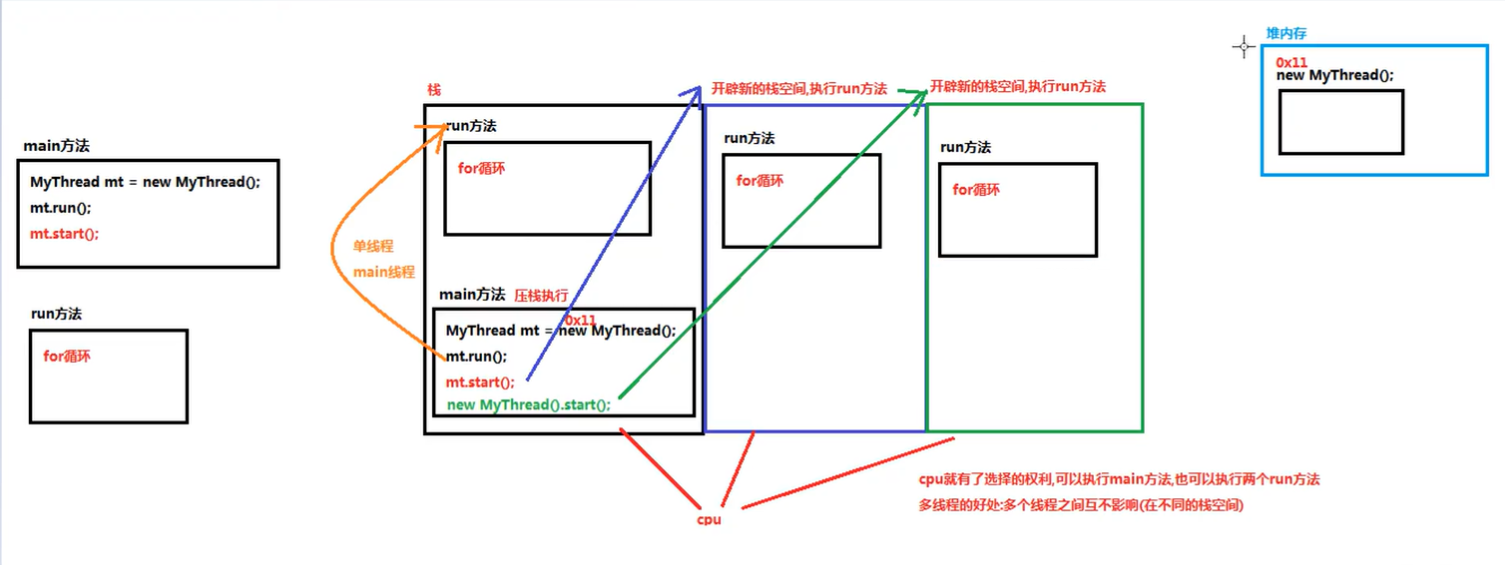 main方法
MyThread mt = new MyThread();
mt.run();
mt.start();
run方法
for循环
单线程
main线程
栈
run方法
for循环
main方法 压栈执行
0x11
MyThread mt = new MyThread();
mt.run();
mt.start();
new MyThread().start();
开辟新的栈空间,执行run方法
run方法
for循环
开辟新的栈空间,执行run方法
run方法
for循环
堆内存
0x11
new MyThread();
cpu
cpu就有了选择的权利,可以执行main方法,也可以执行两个run方法
多线程的好处:多个线程之间互不影响(在不同的栈空间)